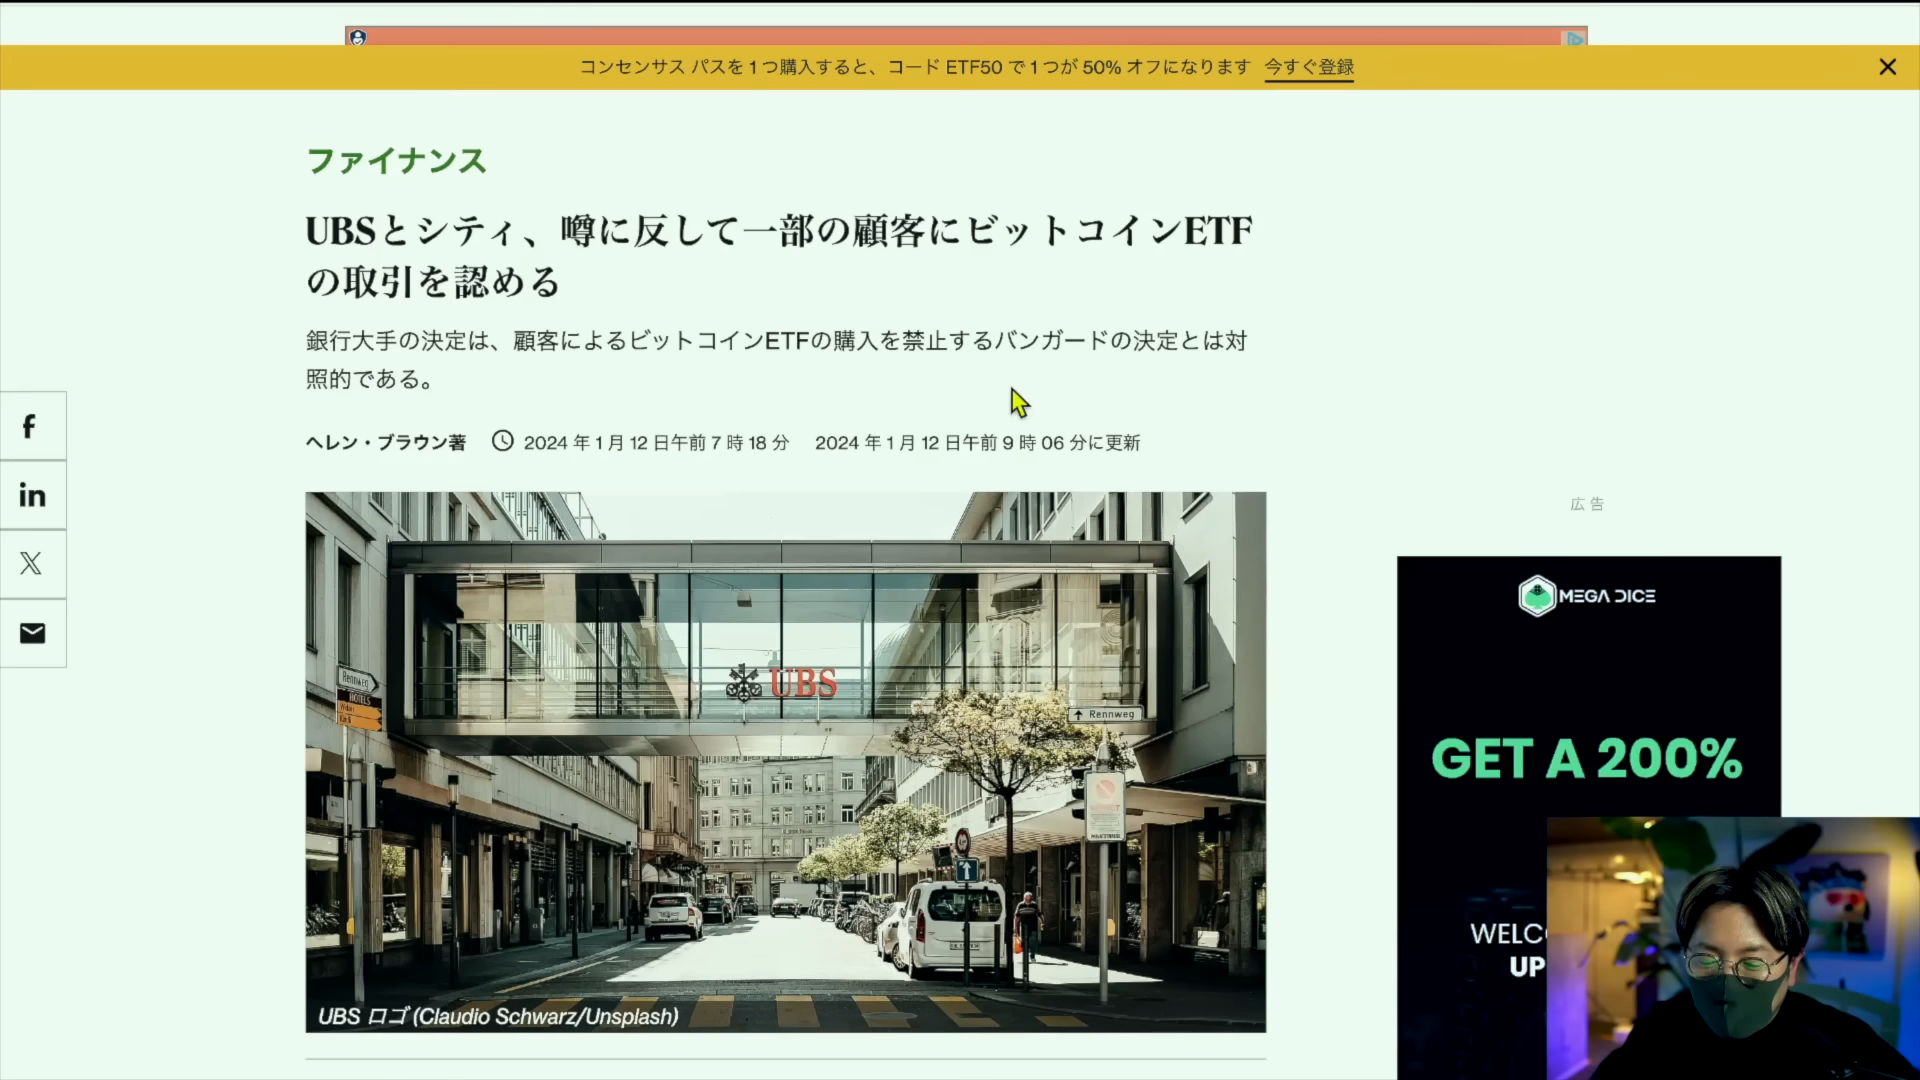 コンセンサス パスを 1 つ購入すると、コード ETF50 で 1 つが 50% オフになります 今すぐ登録
ファイナンス
UBSとシティ、噂に反して一部の顧客にビットコインETF
の取引を認める
銀行大手の決定は、顧客によるビットコインETFの購入を禁止するバンガードの決定とは対
照的である。
ヘレン・ブラウン著 2024 年 1 月 12 日午前 7 時 18 分 2024 年 1 月 12 日午前 9 時 06 分に更新
f
in
X
広告
MEGA DICE
GET A 200%
WELC
UP
UBS
Rennweg
Rennweg
HOTELS
UBS ロゴ (Claudio Schwarz/Unsplash)